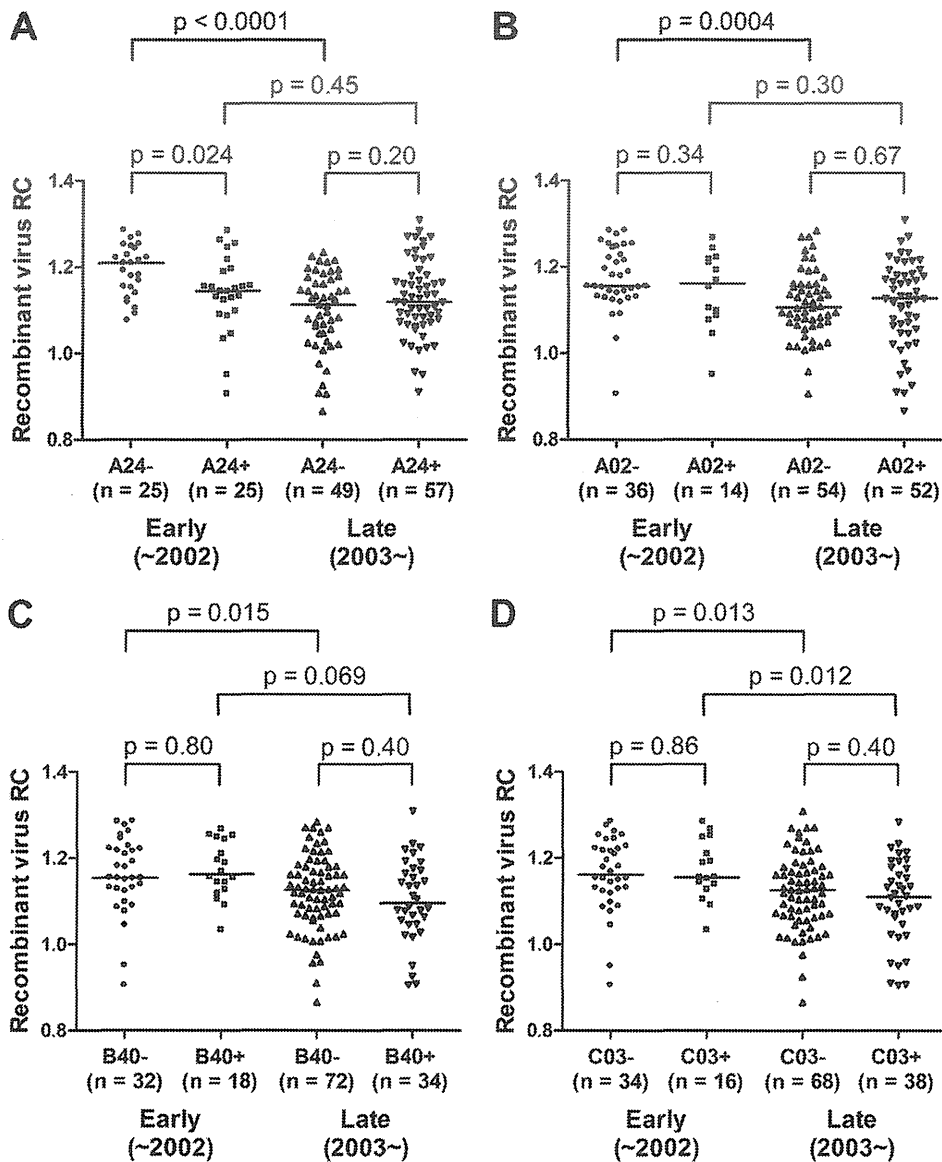 A
p < 0.0001
p = 0.45
p = 0.024
p = 0.20
Recombinant virus RC
1.4
1.2
1.0
0.8
A24- A24+ A24- A24+
(n = 25) (n = 25) (n = 49) (n = 57)
Early Late
(~2002) (2003~)
B
p = 0.0004
p = 0.30
p = 0.34
p = 0.67
Recombinant virus RC
1.4
1.2
1.0
0.8
A02- A02+ A02- A02+
(n = 36) (n = 14) (n = 54) (n = 52)
Early Late
(~2002) (2003~)
C
p = 0.015
p = 0.069
p = 0.80
p = 0.40
Recombinant virus RC
1.4
1.2
1.0
0.8
B40- B40+ B40- B40+
(n = 32) (n = 18) (n = 72) (n = 34)
Early Late
(~2002) (2003~)
D
p = 0.013
p = 0.012
p = 0.86
p = 0.40
Recombinant virus RC
1.4
1.2
1.0
0.8
C03- C03+ C03- C03+
(n = 34) (n = 16) (n = 68) (n = 38)
Early Late
(~2002) (2003~)